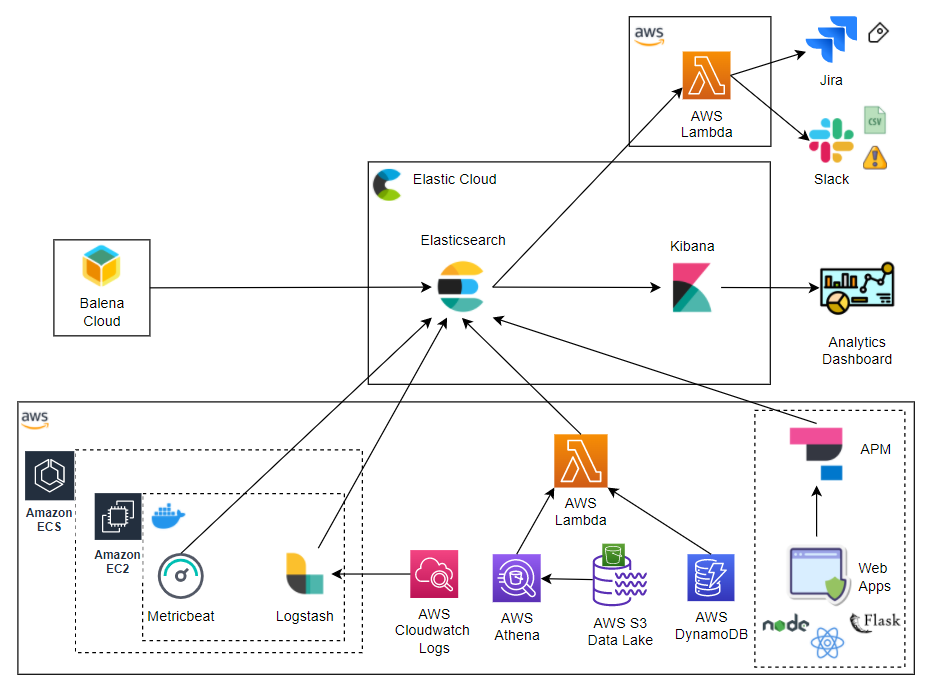 aws
AWS
Lambda
Jira
CSV
Slack
Elastic Cloud
Elasticsearch
Kibana
Balena
Cloud
Analytics
Dashboard
aws
Amazon
ECS
Amazon
EC2
Metricbeat
Logstash
AWS
Cloudwatch
Logs
AWS
Lambda
AWS
Athena
AWS S3
Data Lake
AWS
DynamoDB
APM
Web
Apps
node
Flask